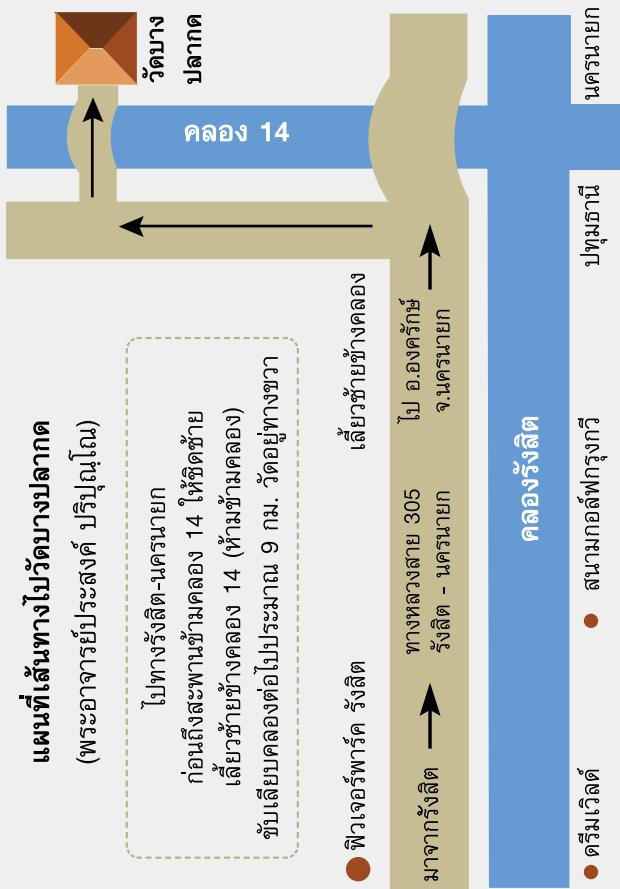 แผนที่เส้นทางไปวัดบางปลากด
(พระอาจารย์ประสงค์ ปริปุณฺโณ)
ไปทางรังสิต-นครนายก
ก่อนถึงสะพานข้ามคลอง 14 ให้ชิดซ้าย
เลี้ยวซ้ายข้างคลอง 14 (ห้ามข้ามคลอง)
ขับเลียบคลองต่อไปประมาณ 9 กม. วัดอยู่ทางขวา
วัดบาง
ปลากด
คลอง 14
ฟิวเจอร์พาร์ค รังสิต
เลี้ยวซ้ายข้างคลอง
มาจากรังสิต
ทางหลวงสาย 305
รังสิต - นครนายก
ไป อ.องครักษ์
จ.นครนายก
คลองรังสิต
ดรีมเวิลด์
สนามกอล์ฟกรุงกวี
ปทุมธานี
นครนายก